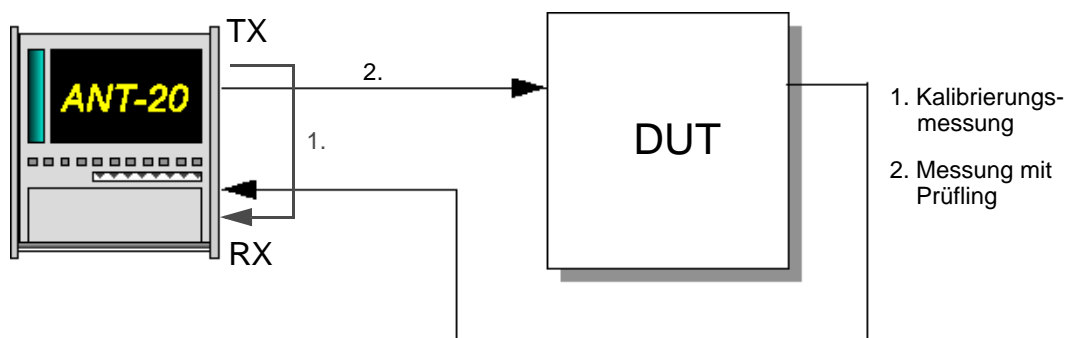 TX
ANT-20
2.
1.
DUT
RX
1. Kalibrierungs-
messung
2. Messung mit
Prüfling